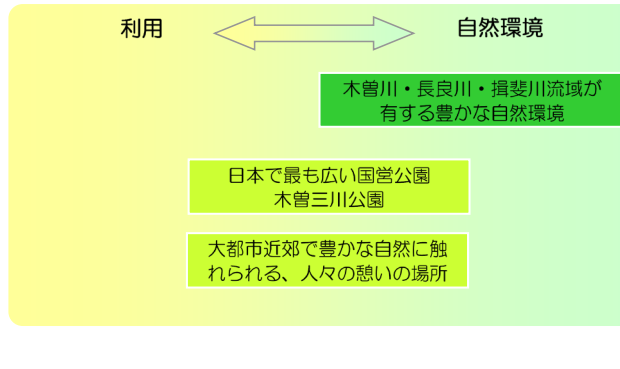 利用
自然環境
木曽川・長良川・揖斐川流域が
有する豊かな自然環境
日本で最も広い国営公園
木曽三川公園
大都市近郊で豊かな自然に触
れられる、人々の憩いの場所